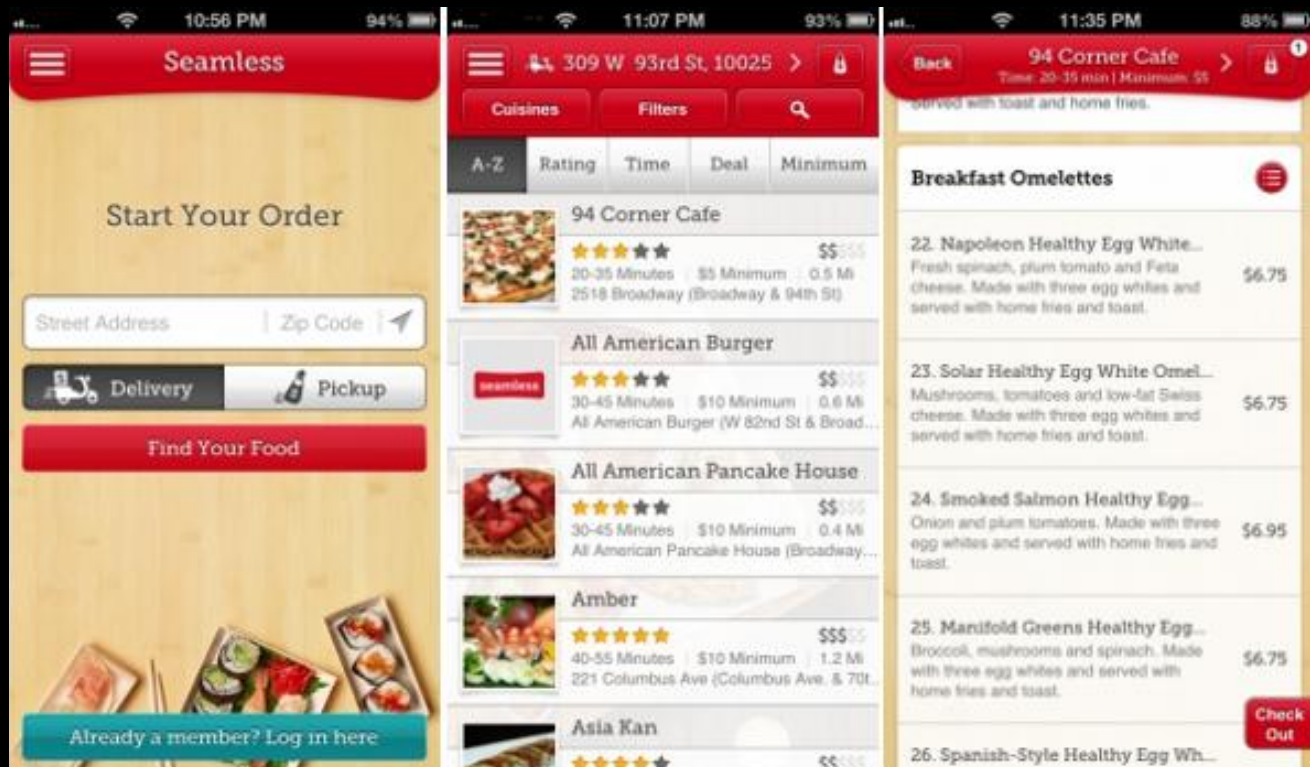 10:56 PM
94%
Seamless
Start Your Order
Street Address
Zip Code
Delivery
Pickup
Find Your Food
Already a member? Log in here
11:07 PM
93%
309 W 93rd St, 10025
Cuisines
Filters
A-Z
Rating
Time
Deal
Minimum
94 Corner Cafe
$$$$$
20-35 Minutes
$5 Minimum
0.5 Mi
2518 Broadway (Broadway & 94th St)
seamless
All American Burger
$$$$$
30-45 Minutes
$10 Minimum
0.6 Mi
All American Burger (W 82nd St & Broad...
All American Pancake House
$$$$$
30-45 Minutes
$10 Minimum
0.4 Mi
All American Pancake House (Broadway...
Amber
$$$$$
40-55 Minutes
$10 Minimum
1.2 Mi
221 Columbus Ave (Columbus Ave. & 70t...
Asia Kan
$$$$$
11:35 PM
88%
Back
94 Corner Cafe
Time: 20-35 min | Minimum: $5
1
Served with toast and home fries.
Breakfast Omelettes
22. Napoleon Healthy Egg White...
Fresh spinach, plum tomato and Feta
cheese. Made with three egg whites and
served with home fries and toast.
$6.75
23. Solar Healthy Egg White Omel...
Mushrooms, tomatoes and low-fat Swiss
cheese. Made with three egg whites and
served with home fries and toast.
$6.75
24. Smoked Salmon Healthy Egg...
Onion and plum tomatoes. Made with three
egg whites and served with home fries and
toast.
$6.95
25. Manifold Greens Healthy Egg...
Broccoli, mushrooms and spinach. Made
with three egg whites and served with
home fries and toast.
$6.75
Check
Out
26. Spanish-Style Healthy Egg Wh...